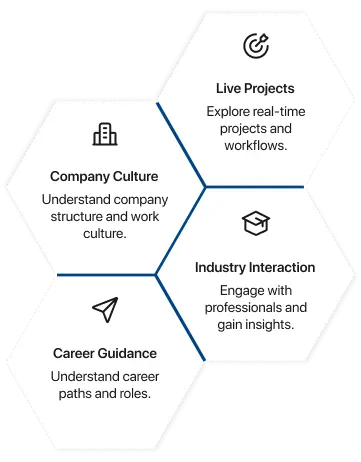 Live Projects
Explore real-time
projects and
workflows.
Company Culture
Understand company
structure and work
culture.
Industry Interaction
Engage with
professionals and
gain insights.
Career Guidance
Understand career
paths and roles.